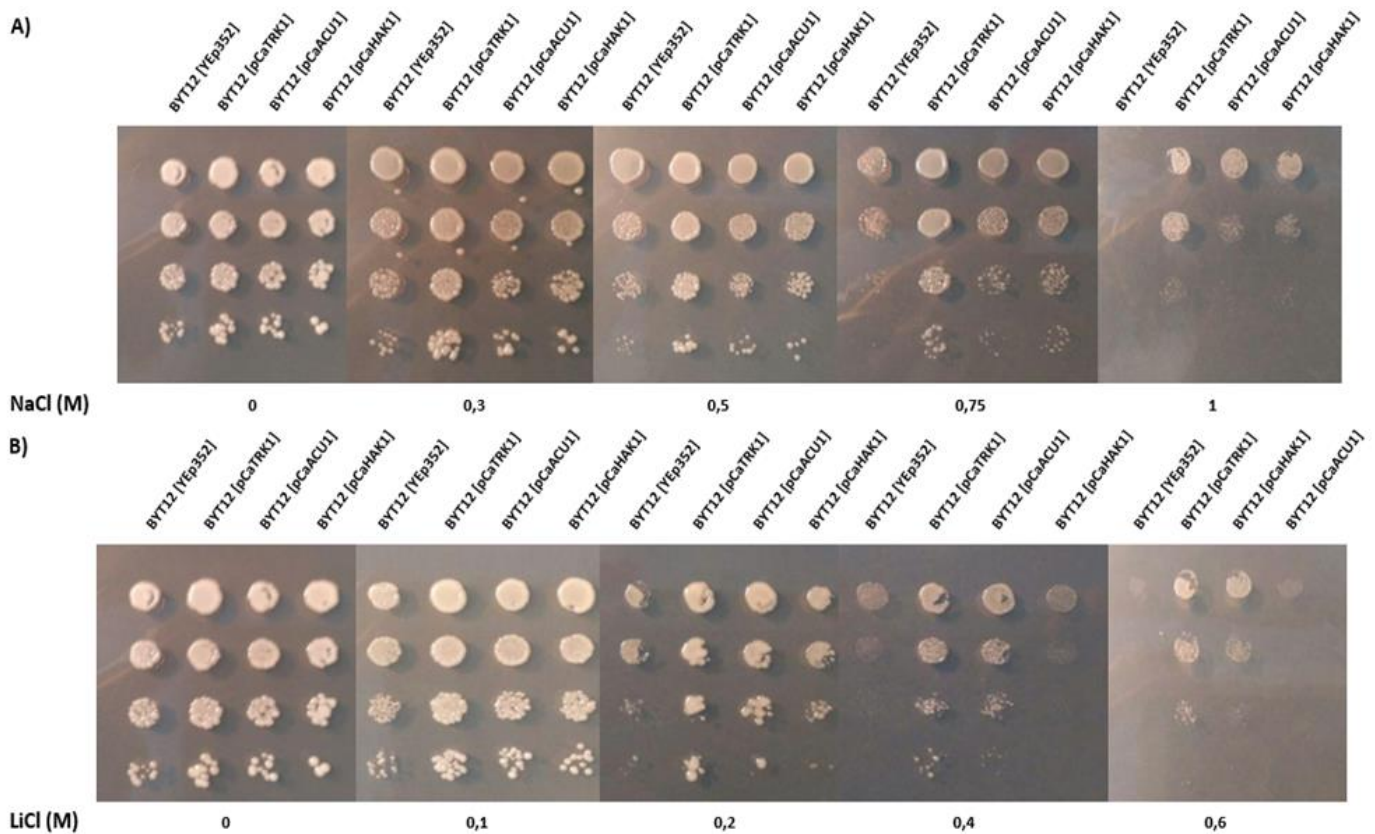 A)
BYT12 [YEp352] BYT12 [pCaTRK1] BYT12 [pCaACU1] BYT12 [pCaHAK1] BYT12 [YEp352] BYT12 [pCaTRK1] BYT12 [pCaACU1] BYT12 [pCaHAK1] BYT12 [YEp352] BYT12 [pCaTRK1] BYT12 [pCaACU1] BYT12 [pCaHAK1] BYT12 [YEp352] BYT12 [pCaTRK1] BYT12 [pCaACU1] BYT12 [pCaHAK1] BYT12 [YEp352] BYT12 [pCaTRK1] BYT12 [pCaACU1] BYT12 [pCaHAK1]
NaCl (M) 0 0,3 0,5 0,75 1
B)
BYT12 [YEp352] BYT12 [pCaTRK1] BYT12 [pCaACU1] BYT12 [pCaHAK1] BYT12 [YEp352] BYT12 [pCaTRK1] BYT12 [pCaACU1] BYT12 [pCaHAK1] BYT12 [YEp352] BYT12 [pCaTRK1] BYT12 [pCaACU1] BYT12 [pCaHAK1] BYT12 [YEp352] BYT12 [pCaTRK1] BYT12 [pCaACU1] BYT12 [pCaHAK1] BYT12 [YEp352] BYT12 [pCaTRK1] BYT12 [pCaHAK1] BYT12 [pCaACU1]
LiCl (M) 0 0,1 0,2 0,4 0,6